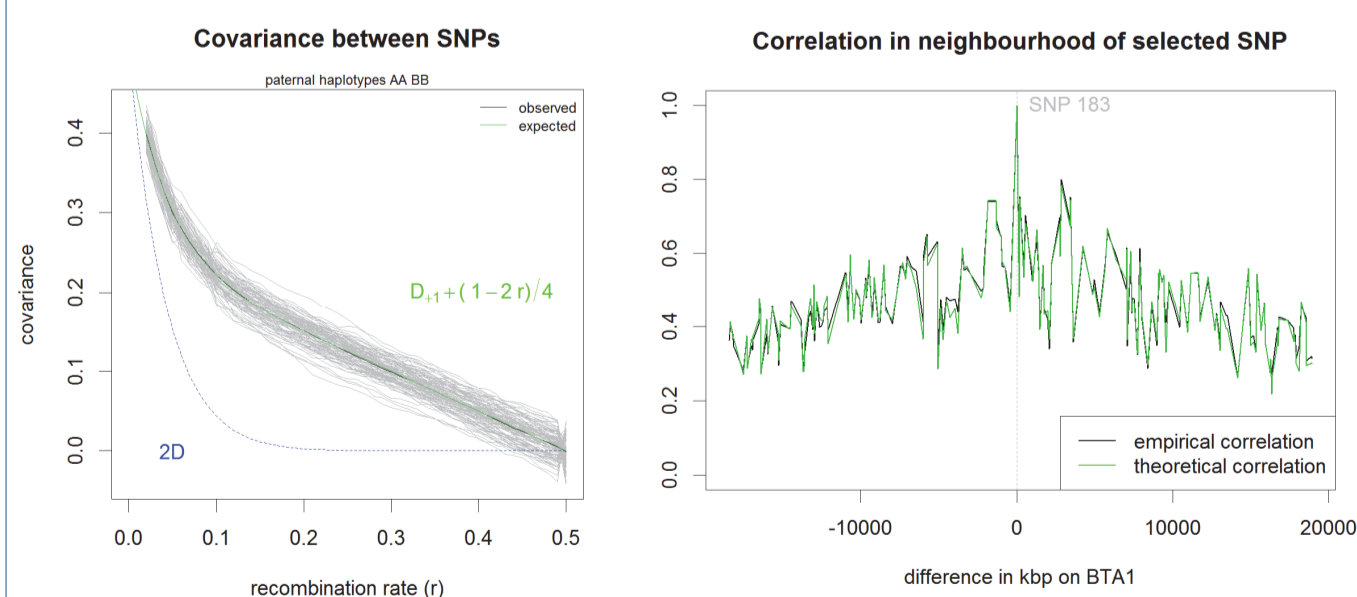 Covariance between SNPs
paternal haplotypes AA BB
observed
expected
covariance
0.4
0.3
0.2
0.1
0.0
D+1+(1−2 r)/4
2D
0.0 0.1 0.2 0.3 0.4 0.5
recombination rate (r)
Correlation in neighbourhood of selected SNP
SNP 183
1.0
0.8
0.6
0.4
0.2
0.0
empirical correlation
theoretical correlation
-10000 0 10000 20000
difference in kbp on BTA1